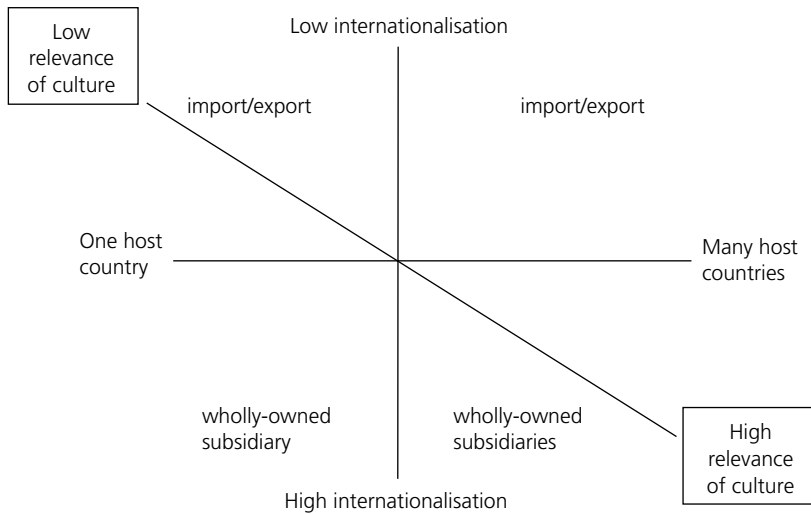 Low
relevance
of culture
Low internationalisation
import/export
import/export
One host
country
Many host
countries
wholly-owned
subsidiary
wholly-owned
subsidiaries
High
relevance
of culture
High internationalisation